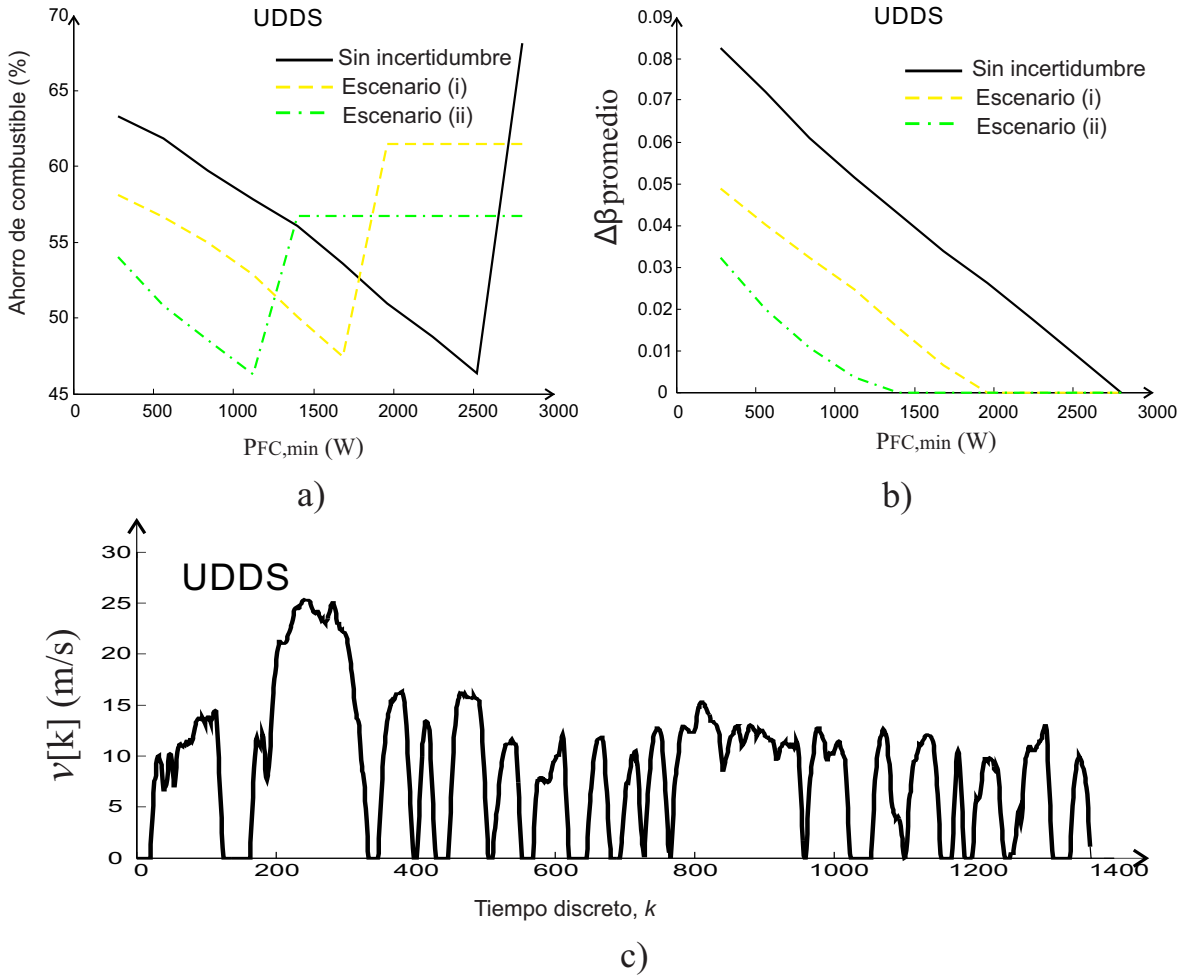 UDDS
Ahorro de combustible (%)
70
65
60
55
50
45
Sin incertidumbre
Escenario (i)
Escenario (ii)
0
500
1000
1500
2000
2500
3000
PFC,min (W)
a)
UDDS
Δβpromedio
0.09
0.08
0.07
0.06
0.05
0.04
0.03
0.02
0.01
0
Sin incertidumbre
Escenario (i)
Escenario (ii)
0
500
1000
1500
2000
2500
3000
PFC,min (W)
b)
UDDS
v[k] (m/s)
30
25
20
15
10
5
0
0
200
400
600
800
1000
1200
1400
Tiempo discreto, k
c)